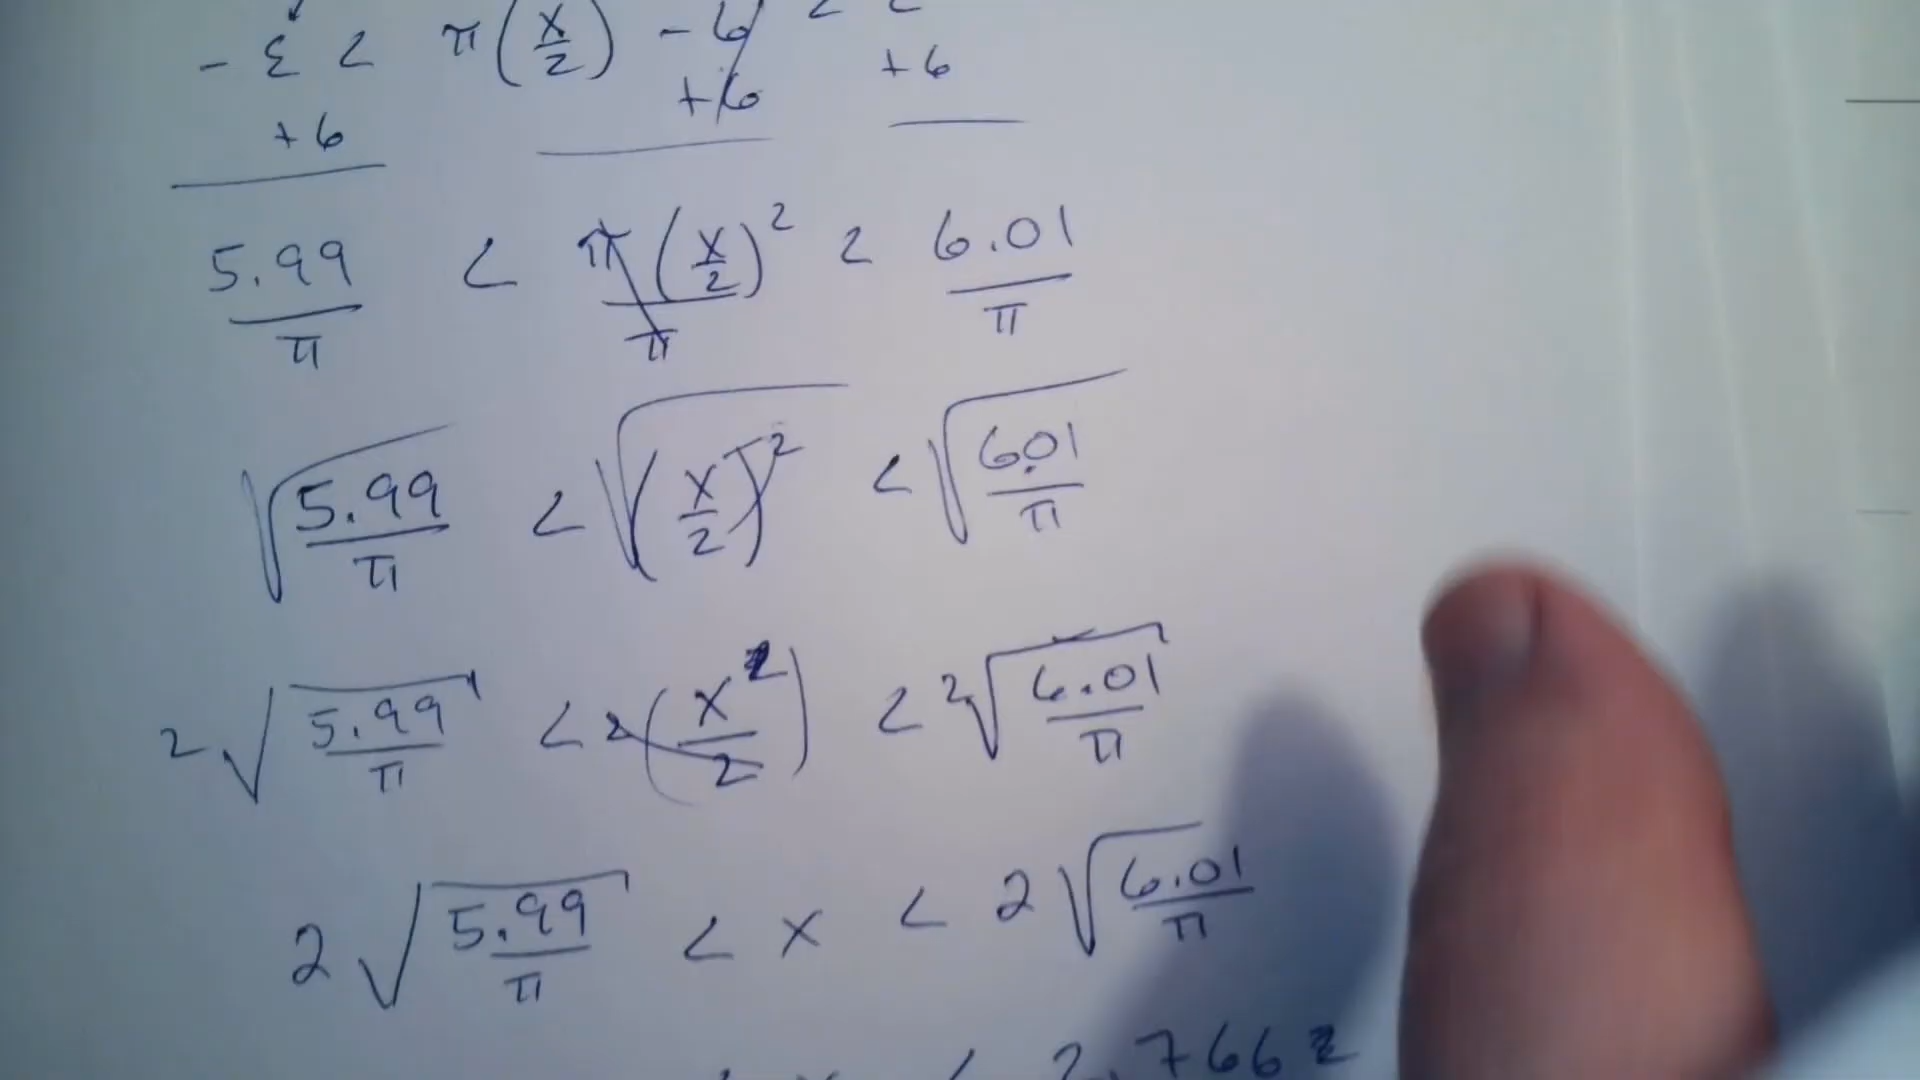 - ε < π(x/2) - 6 < ε
+6 +6 +6
5.99/π < π(x/2)²/π < 6.01/π
√(5.99/π) < √((x/2)²) < √(6.01/π)
2√(5.99/π) < 2(x/2) < 2√(6.01/π)
2√(5.99/π) < x < 2√(6.01/π)
x < 2.7662